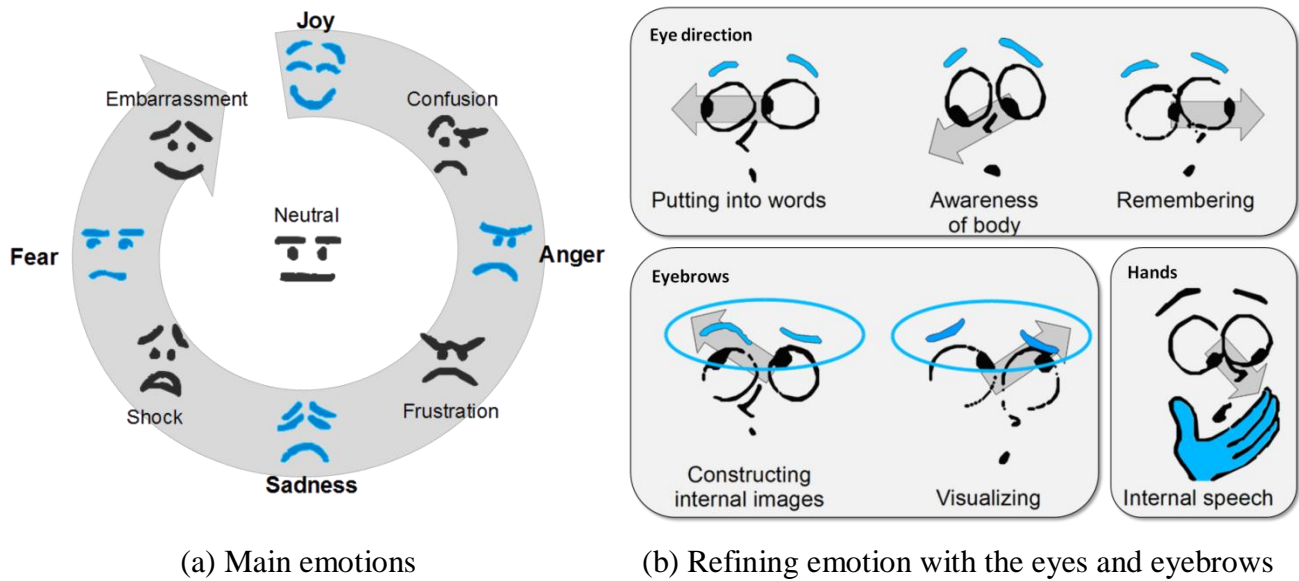 Joy
Embarrassment
Confusion
Neutral
Fear
Anger
Shock
Frustration
Sadness
(a) Main emotions
Eye direction
Putting into words
Awareness
of body
Remembering
Eyebrows
Constructing
internal images
Visualizing
Hands
Internal speech
(b) Refining emotion with the eyes and eyebrows